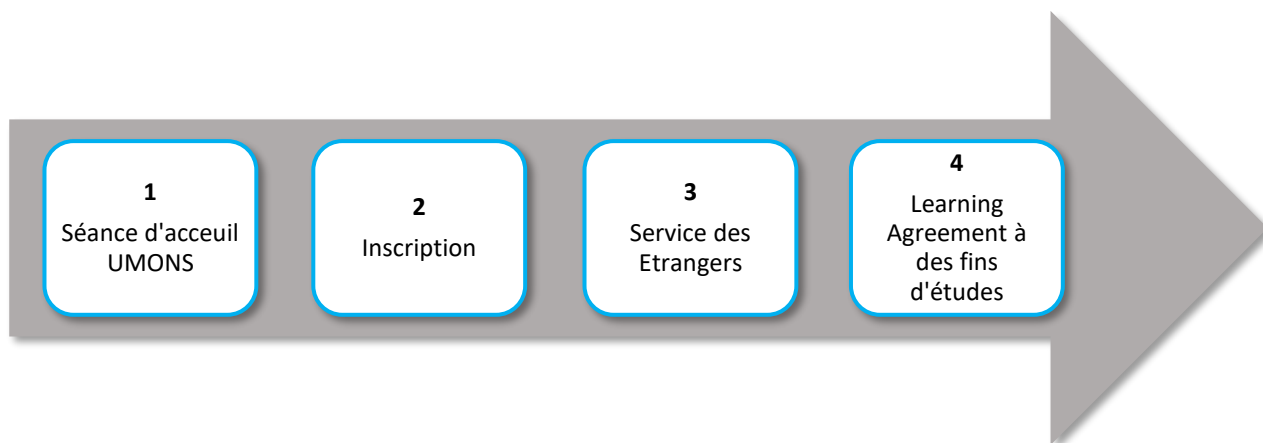 1
Séance d'acceuil
UMONS
2
Inscription
3
Service des
Etrangers
4
Learning
Agreement à
des fins
d'études